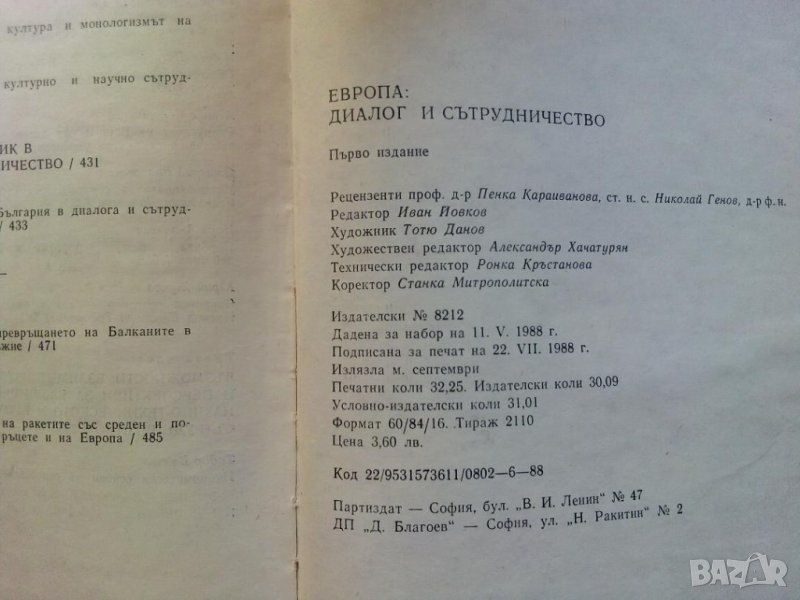 култура и монологизмът на
културно и научно сътруд-
ИК В
ИЧЕСТВО / 431
България в диалога и сътруд-
/ 433
превръщането на Балканите в
ъжие / 471
на ракетите със среден и по-
ръцете и на Европа / 485
ЕВРОПА:
ДИАЛОГ И СЪТРУДНИЧЕСТВО
Първо издание
Рецензенти проф. д-р Пенка Караиванова, ст. н. с. Николай Генов, д-р ф. н.
Редактор Иван Йовков
Художник Тотю Данов
Художествен редактор Александър Хачатурян
Технически редактор Ронка Кръстанова
Коректор Станка Митрополитска
Издателски № 8212
Дадена за набор на 11. V. 1988 г.
Подписана за печат на 22. VII. 1988 г.
Излязла м. септември
Печатни коли 32,25. Издателски коли 30,09
Условно-издателски коли 31,01
Формат 60/84/16. Тираж 2110
Цена 3,60 лв.
Код 22/9531573611/0802—6—88
Партиздат — София, бул. „В. И. Ленин“ № 47
ДП „Д. Благоев“ — София, ул. „Н. Ракитин“ № 2
BAZAR